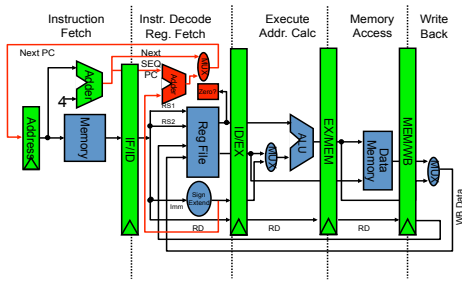 Instruction
Fetch
Instr. Decode
Reg. Fetch
Execute
Addr. Calc
Memory
Access
Write
Back
Next PC
Next
SEQ
PC
Adder
4
Address
Memory
IF/ID
Adder
MUX
Zero?
RS1
RS2
Reg File
Sign
Extend
Imm
RD
ID/EX
MUX
ALU
RD
EX/MEM
Data
Memory
RD
MEM/WB
MUX
WB Data